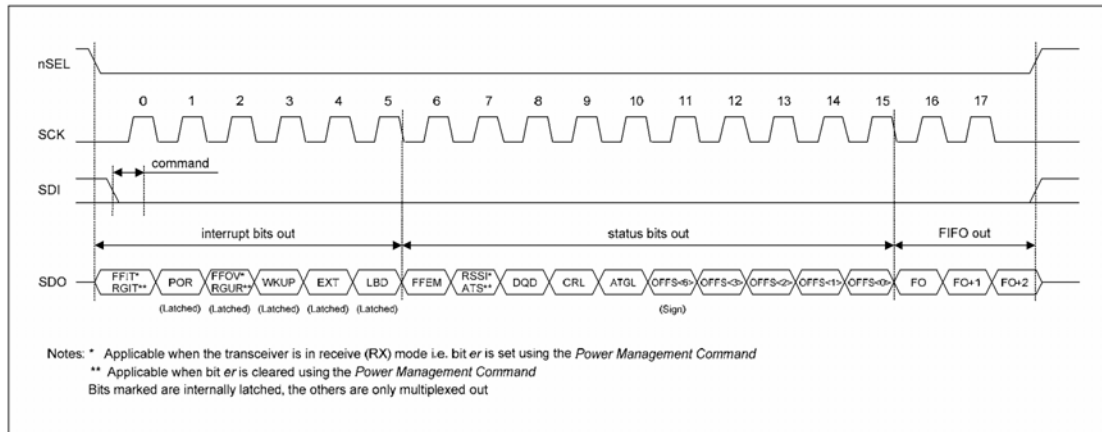 nSEL
0 1 2 3 4 5 6 7 8 9 10 11 12 13 14 15 16 17
SCK
command
SDI
interrupt bits out status bits out FIFO out
SDO
FFIT* RGIT**
POR
FFOV* RGUR**
WKUP
EXT
LBD
FFEM
RSSI* ATS**
DQD
CRL
ATGL
OFFS<6>
OFFS<3>
OFFS<2>
OFFS<1>
OFFS<0>
FO
FO+1
FO+2
(Latched) (Latched) (Latched) (Latched) (Latched) (Sign)
Notes: * Applicable when the transceiver is in receive (RX) mode i.e. bit er is set using the Power Management Command
** Applicable when bit er is cleared using the Power Management Command
Bits marked are internally latched, the others are only multiplexed out